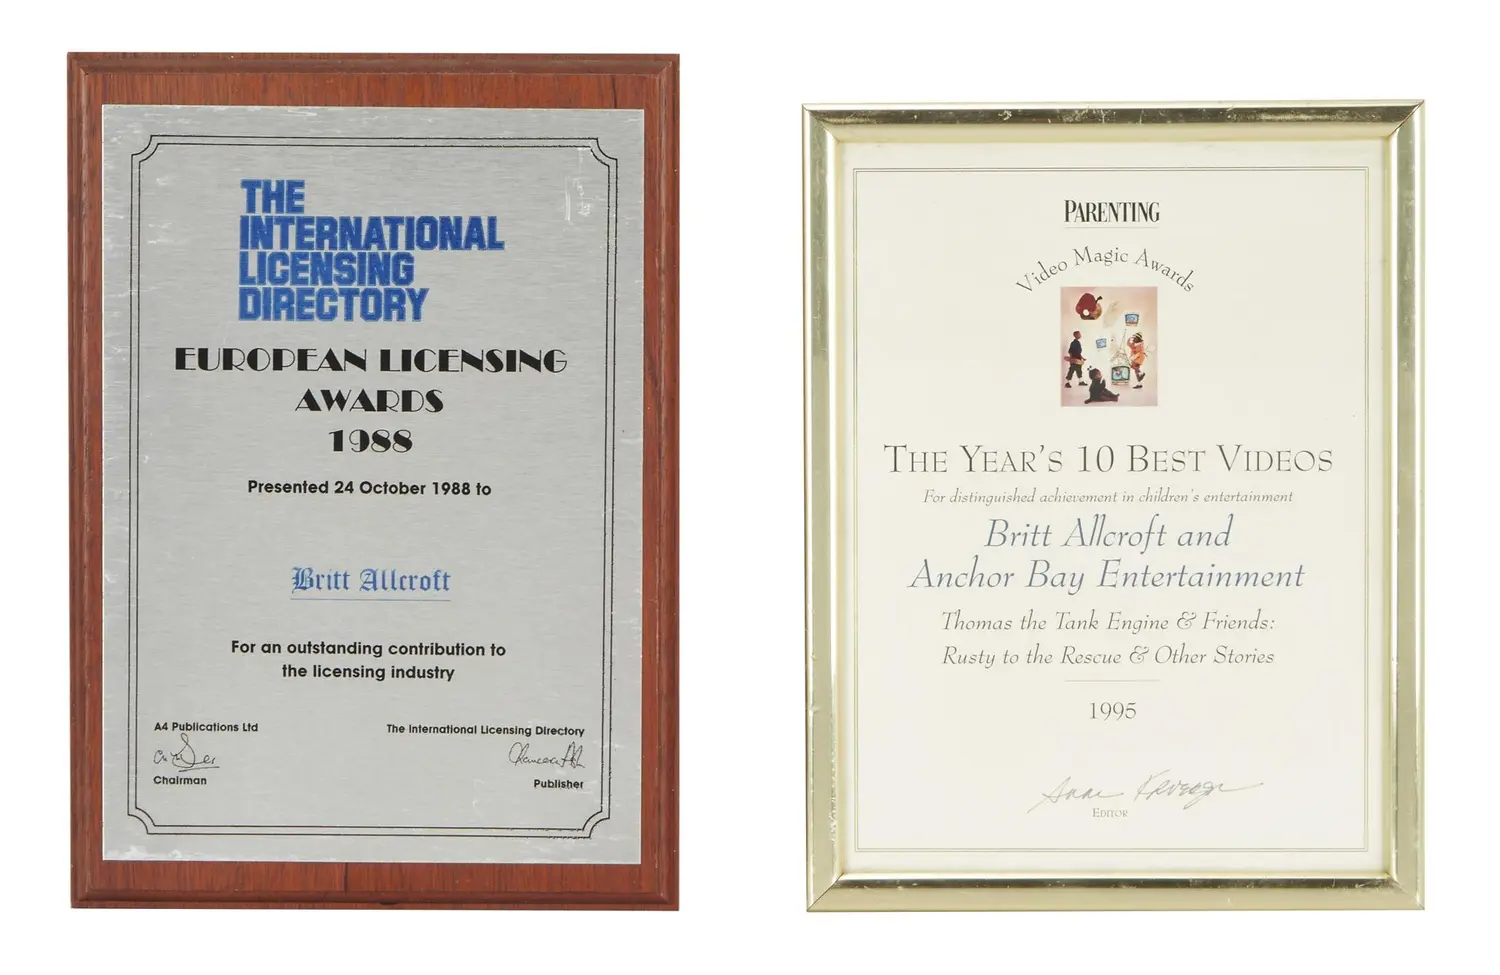 THE
INTERNATIONAL
LICENSING
DIRECTORY
EUROPEAN LICENSING
AWARDS
1988
Presented 24 October 1988 to
Britt Allcroft
For an outstanding contribution to
the licensing industry
A4 Publications Ltd
Chairman
The International Licensing Directory
Publisher
PARENTING
Video Magic Awards
THE YEAR'S 10 BEST VIDEOS
For distinguished achievement in children's entertainment
Britt Allcroft and
Anchor Bay Entertainment
Thomas the Tank Engine & Friends:
Rusty to the Rescue & Other Stories
1995
EDITOR